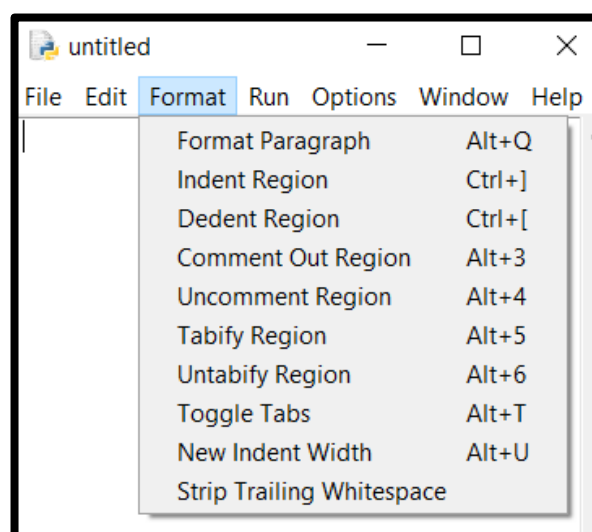 untitled
File Edit Format Run Options Window Help
Format Paragraph Alt+Q
Indent Region Ctrl+]
Dedent Region Ctrl+[
Comment Out Region Alt+3
Uncomment Region Alt+4
Tabify Region Alt+5
Untabify Region Alt+6
Toggle Tabs Alt+T
New Indent Width Alt+U
Strip Trailing Whitespace